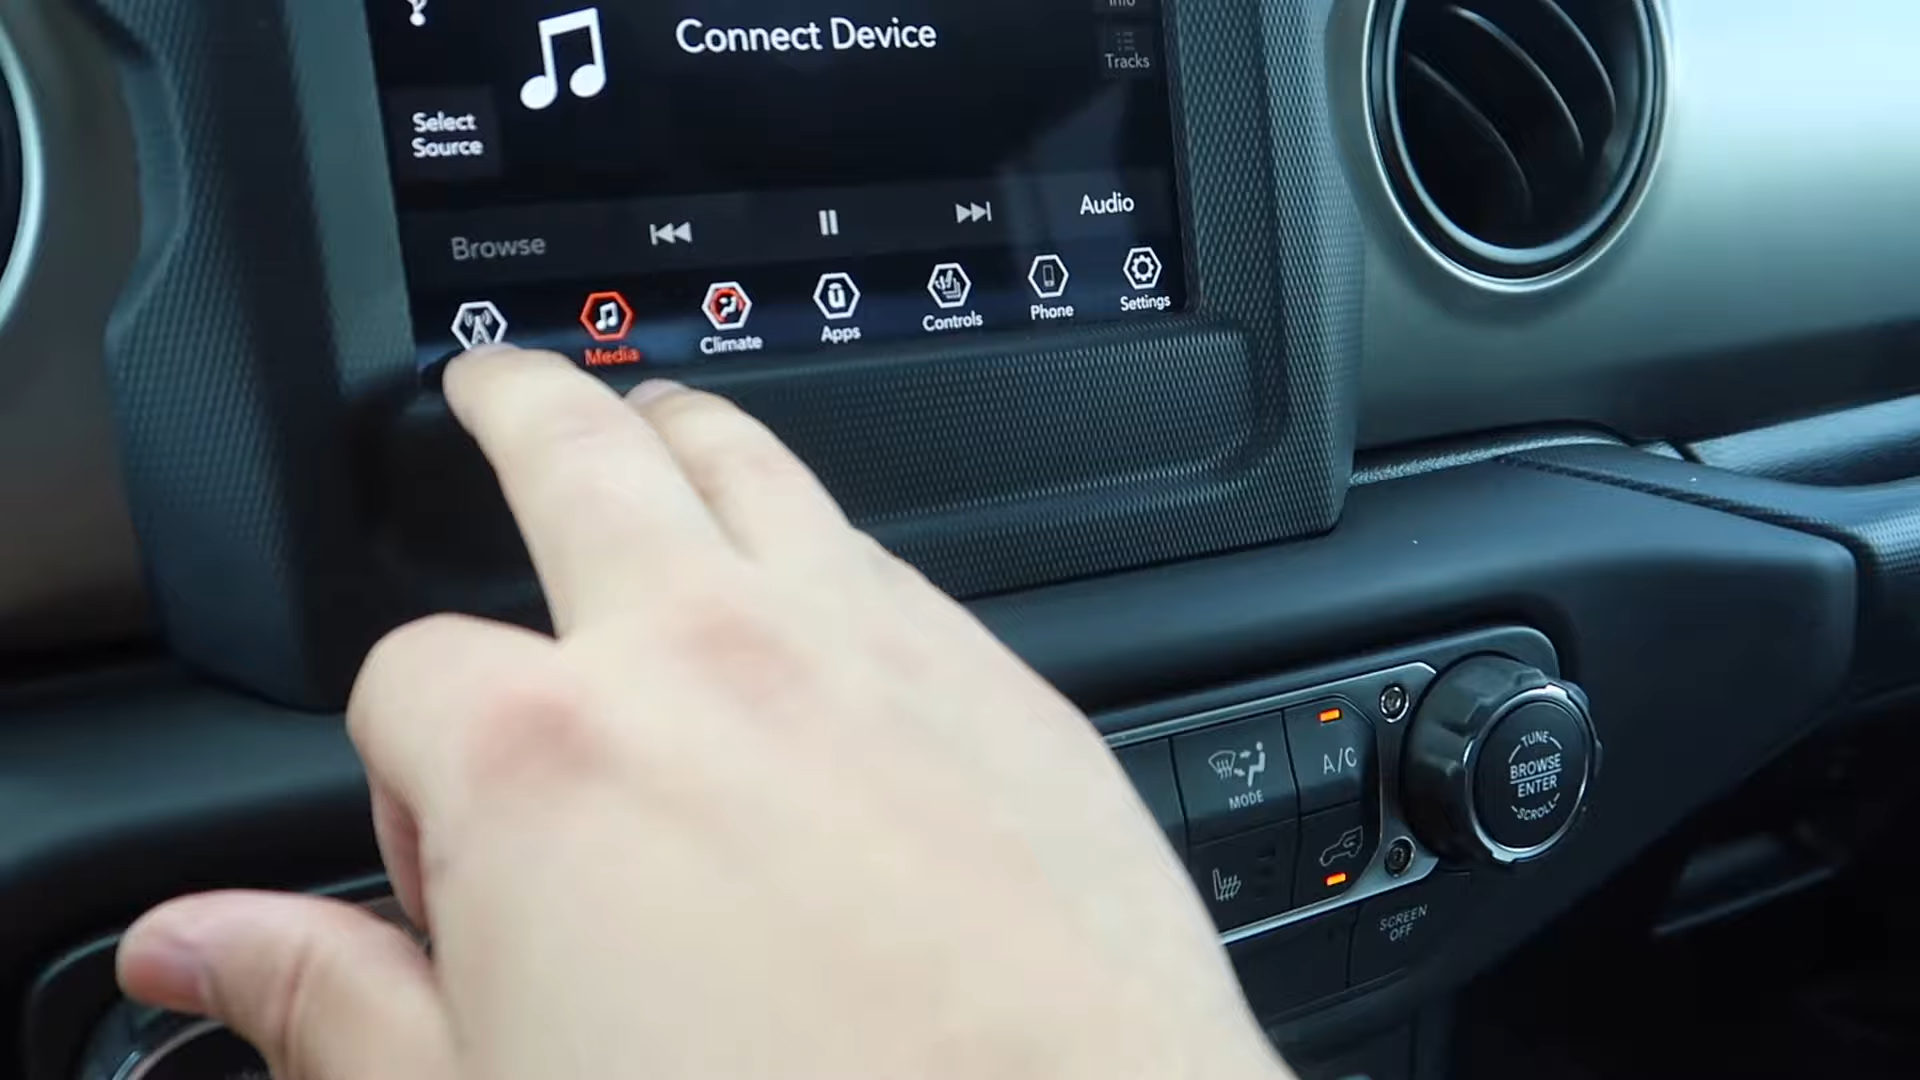 Connect Device
Info
Tracks
Select
Source
Browse
Audio
Media
Climate
Apps
Controls
Phone
Settings
MODE
A/C
TUNE
BROWSE
ENTER
SCROLL
SCREEN
OFF